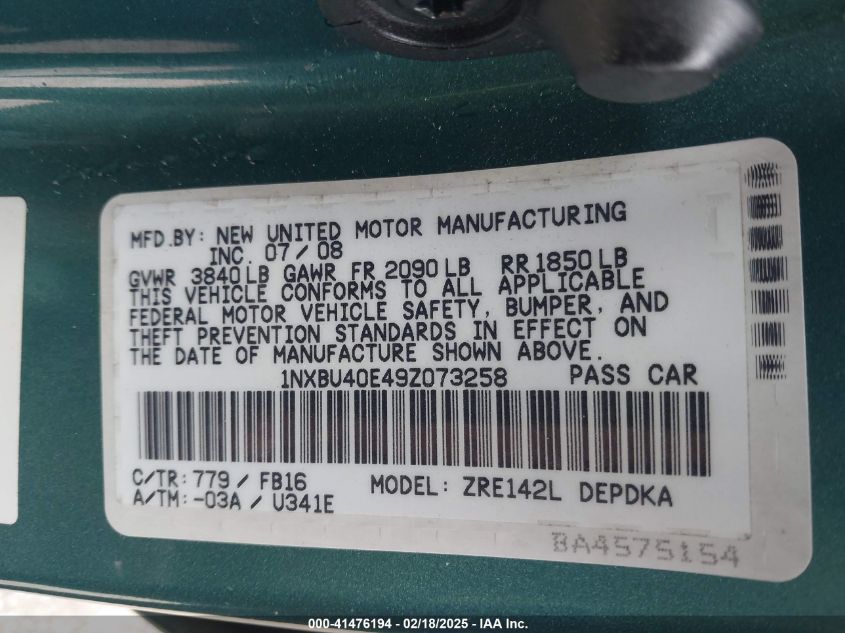 MFD.BY: NEW UNITED MOTOR MANUFACTURING
INC. 07/08
GVWR 3840LB GAWR FR 2090LB RR 1850LB
THIS VEHICLE CONFORMS TO ALL APPLICABLE
FEDERAL MOTOR VEHICLE SAFETY, BUMPER, AND
THEFT PREVENTION STANDARDS IN EFFECT ON
THE DATE OF MANUFACTURE SHOWN ABOVE.
1NXBU40E49Z073258 PASS CAR
C/TR: 779 / FB16 MODEL: ZRE142L DEPDKA
A/TM: -03A / U341E
BA4575154
000-41476194 - 02/18/2025 - IAA Inc.